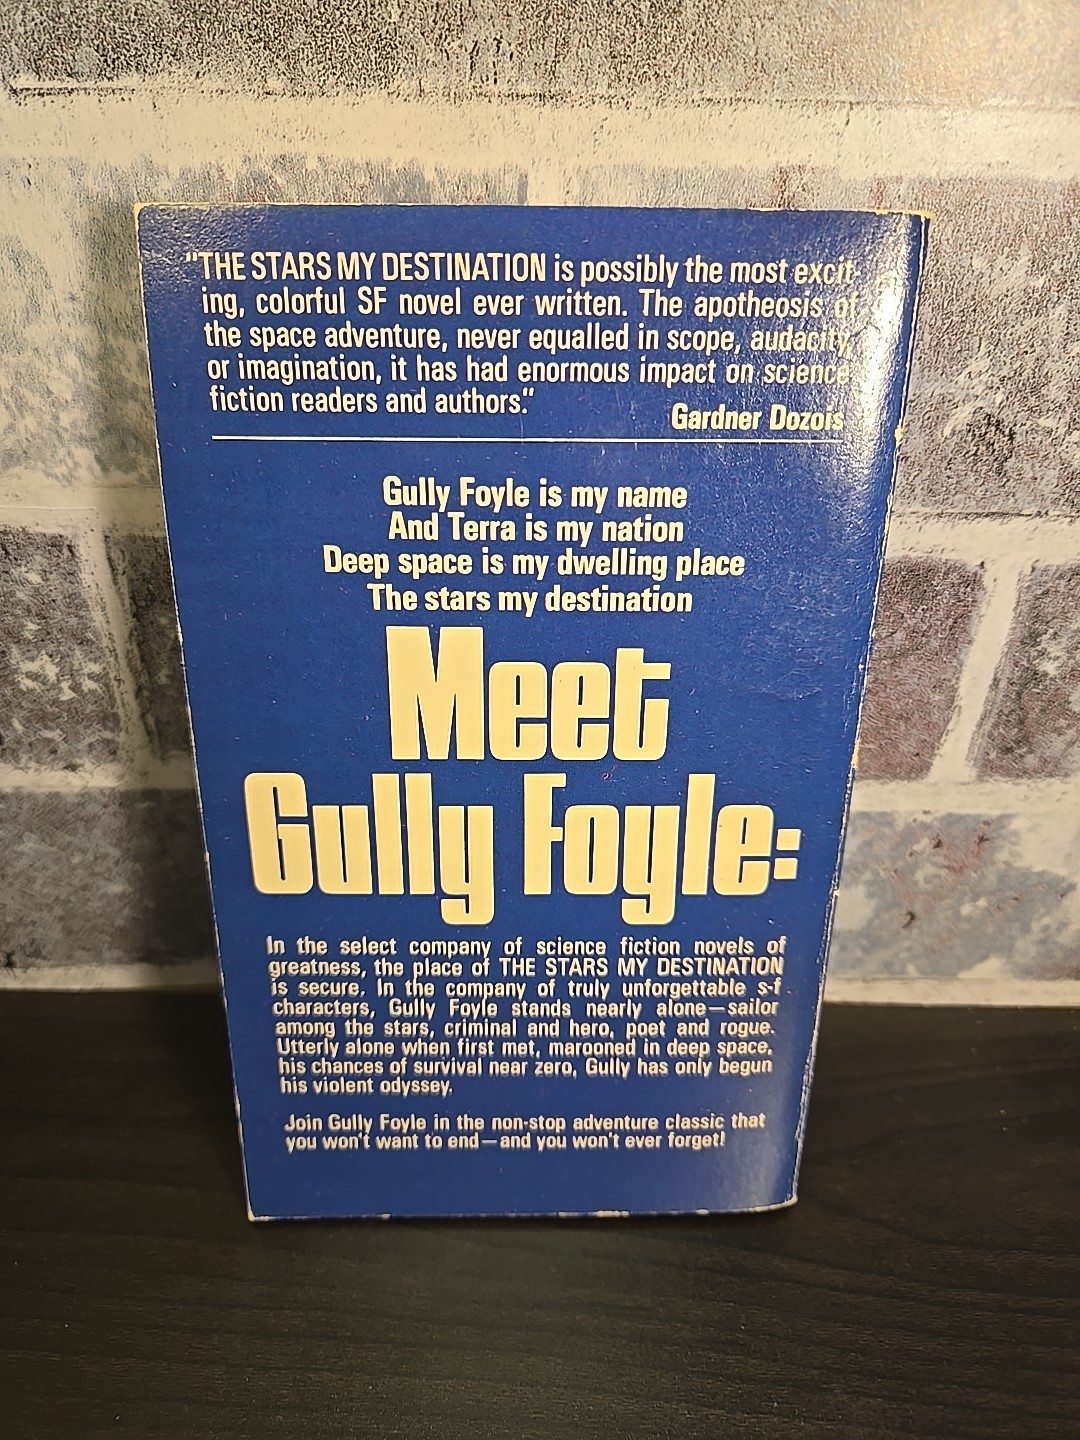 "THE STARS MY DESTINATION is possibly the most excit-
ing, colorful SF novel ever written. The apotheosis of
the space adventure, never equalled in scope, audacity,
or imagination, it has had enormous impact on science
fiction readers and authors."
Gardner Dozois
Gully Foyle is my name
And Terra is my nation
Deep space is my dwelling place
The stars my destination
Meet
Gully Foyle:
In the select company of science fiction novels of
greatness, the place of THE STARS MY DESTINATION
is secure. In the company of truly unforgettable s-f
characters, Gully Foyle stands nearly alone—sailor
among the stars, criminal and hero, poet and rogue.
Utterly alone when first met, marooned in deep space,
his chances of survival near zero, Gully has only begun
his violent odyssey.
Join Gully Foyle in the non-stop adventure classic that
you won't want to end—and you won't ever forget!